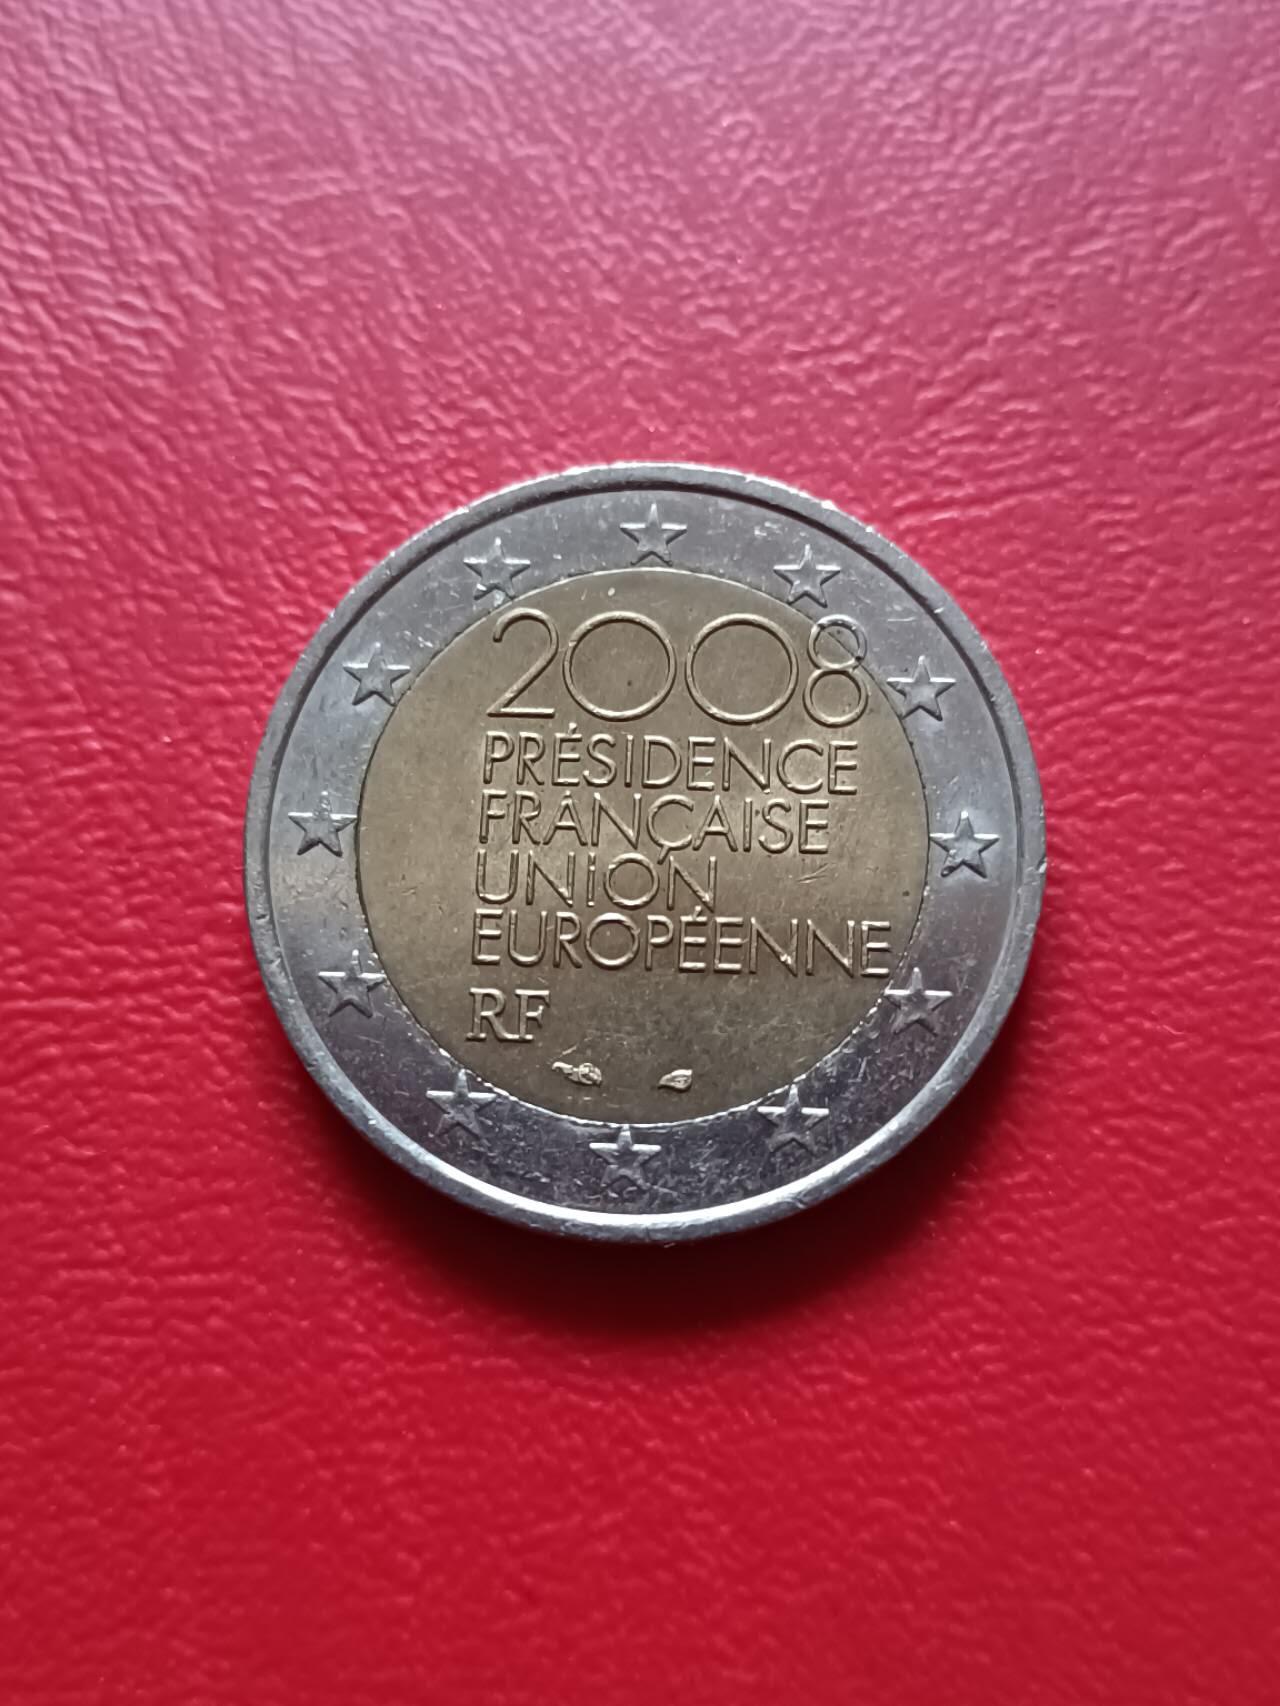 2008
PRÉSIDENCE
FRANÇAISE
UNION
EUROPÉENNE
RF